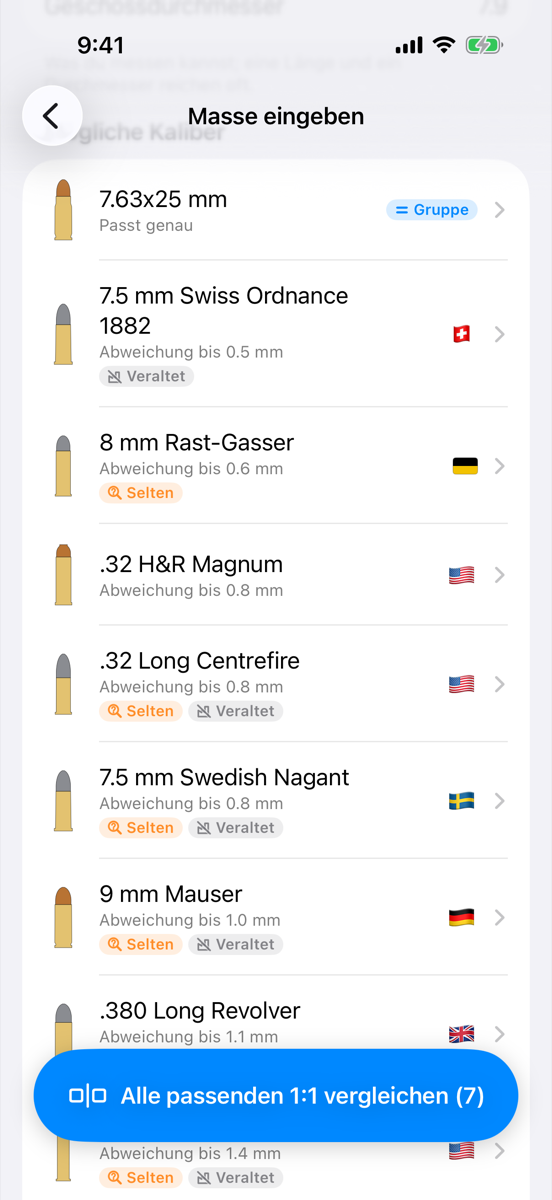 Geschossdurchmesser 7.9
9:41
Masse eingeben
7.63x25 mm
Passt genau
= Gruppe
7.5 mm Swiss Ordnance
1882
Abweichung bis 0.5 mm
Veraltet
8 mm Rast-Gasser
Abweichung bis 0.6 mm
Selten
.32 H&R Magnum
Abweichung bis 0.8 mm
.32 Long Centrefire
Abweichung bis 0.8 mm
Selten Veraltet
7.5 mm Swedish Nagant
Abweichung bis 0.8 mm
Selten Veraltet
9 mm Mauser
Abweichung bis 1.0 mm
Selten Veraltet
.380 Long Revolver
Abweichung bis 1.1 mm
Alle passenden 1:1 vergleichen (7)
Abweichung bis 1.4 mm
Selten Veraltet